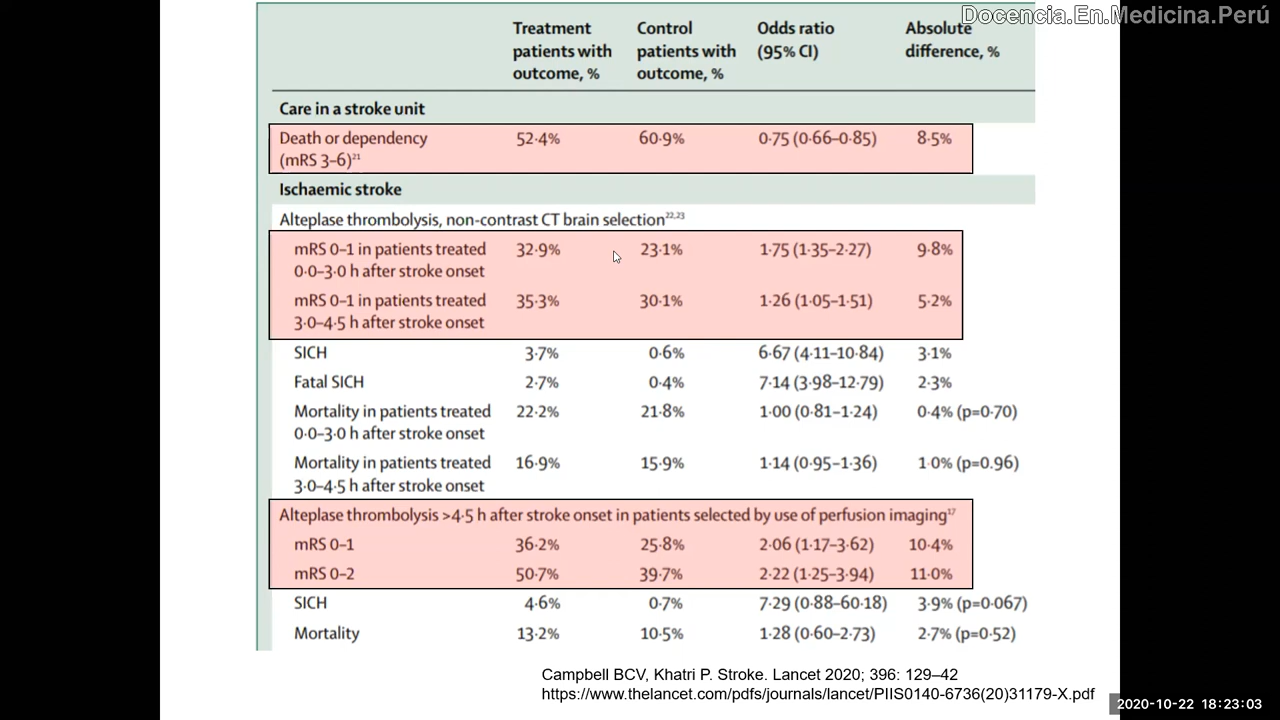 Docencia.En.Medicina.Perú
Treatment patients with outcome, % Control patients with outcome, % Odds ratio (95% CI) Absolute difference, %
Care in a stroke unit
Death or dependency 52·4% 60·9% 0·75 (0·66–0·85) 8·5%
(mRS 3–6)21
Ischaemic stroke
Alteplase thrombolysis, non-contrast CT brain selection22,23
mRS 0–1 in patients treated 32·9% 23·1% 1·75 (1·35–2·27) 9·8%
0·0–3·0 h after stroke onset
mRS 0–1 in patients treated 35·3% 30·1% 1·26 (1·05–1·51) 5·2%
3·0–4·5 h after stroke onset
SICH 3·7% 0·6% 6·67 (4·11–10·84) 3·1%
Fatal SICH 2·7% 0·4% 7·14 (3·98–12·79) 2·3%
Mortality in patients treated 22·2% 21·8% 1·00 (0·81–1·24) 0·4% (p=0·70)
0·0–3·0 h after stroke onset
Mortality in patients treated 16·9% 15·9% 1·14 (0·95–1·36) 1·0% (p=0·96)
3·0–4·5 h after stroke onset
Alteplase thrombolysis >4·5 h after stroke onset in patients selected by use of perfusion imaging17
mRS 0–1 36·2% 25·8% 2·06 (1·17–3·62) 10·4%
mRS 0–2 50·7% 39·7% 2·22 (1·25–3·94) 11·0%
SICH 4·6% 0·7% 7·29 (0·88–60·18) 3·9% (p=0·067)
Mortality 13·2% 10·5% 1·28 (0·60–2·73) 2·7% (p=0·52)
Campbell BCV, Khatri P. Stroke. Lancet 2020; 396: 129–42
https://www.thelancet.com/pdfs/journals/lancet/PIIS0140-6736(20)31179-X.pdf
2020-10-22 18:23:03